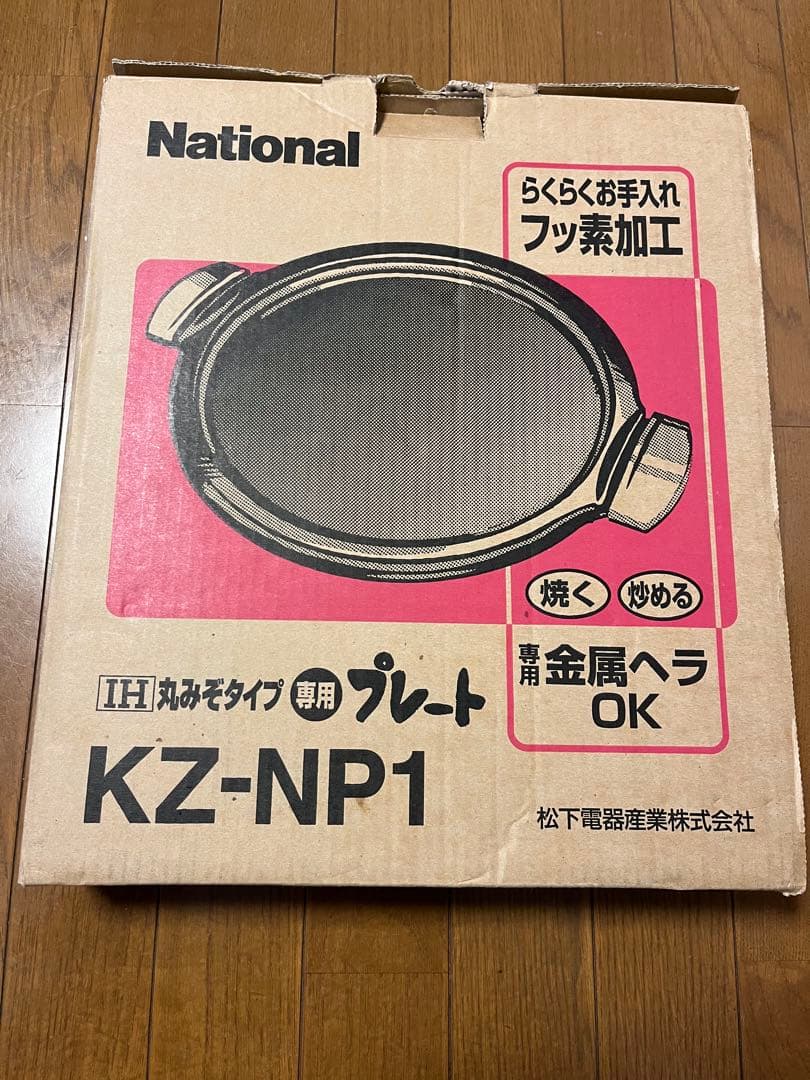 National
らくらくお手入れ
フッ素加工
焼く 炒める
専用 金属ヘラ
OK
IH 丸みぞタイプ 専用 プレート
KZ-NP1
松下電器産業株式会社